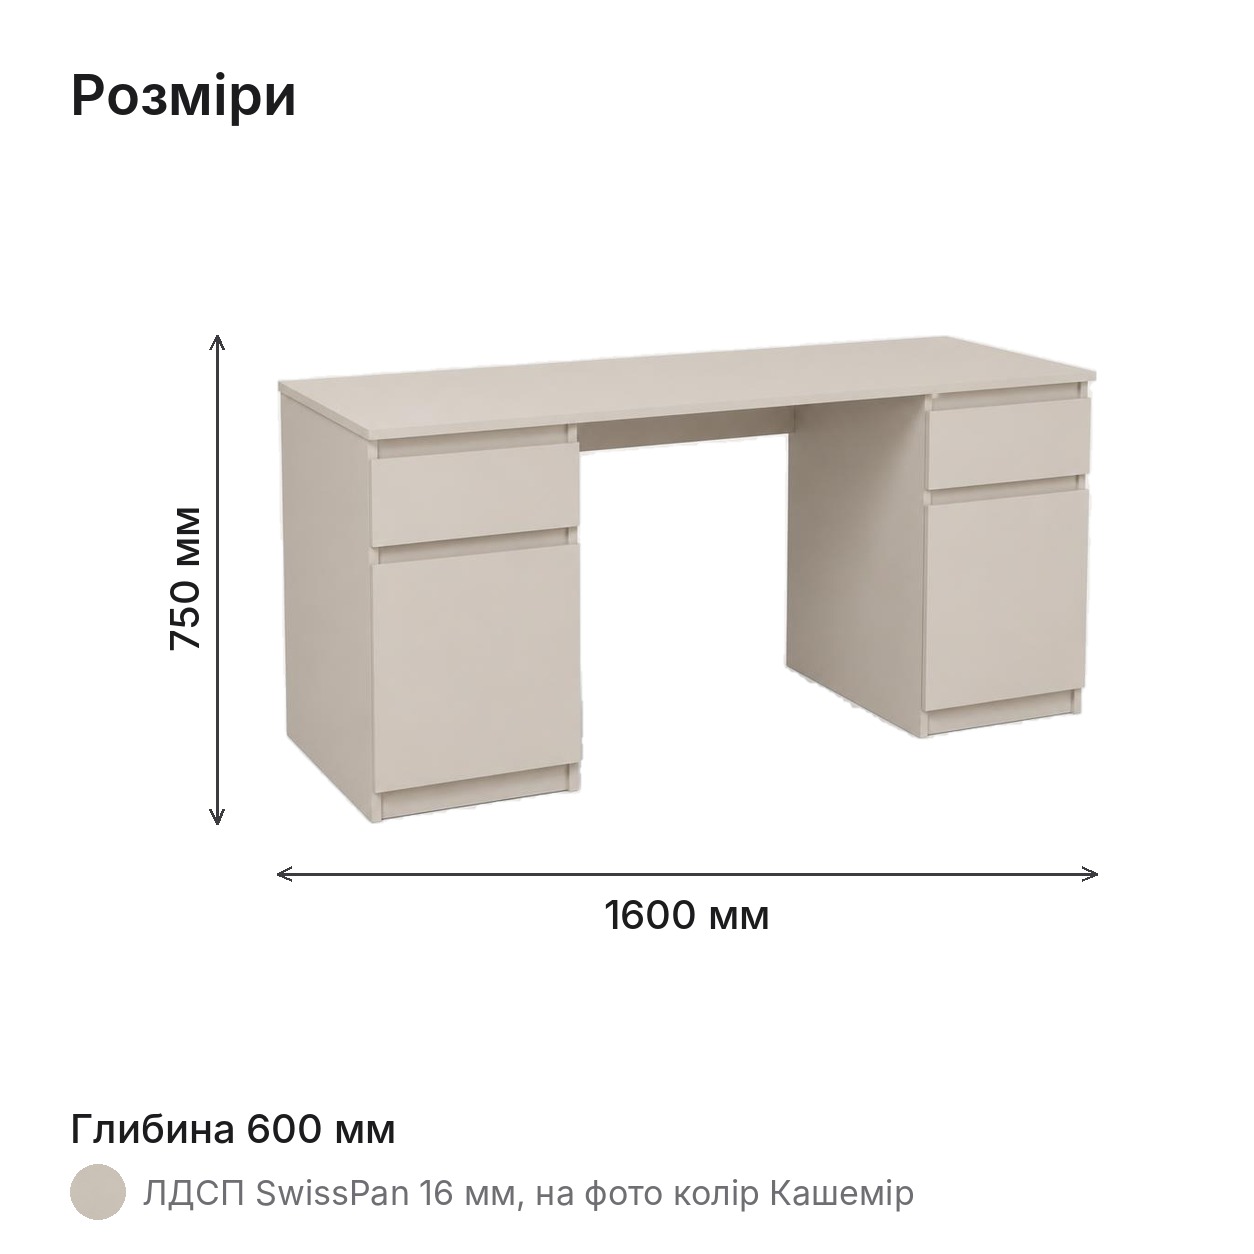 Розміри
750 мм
1600 мм
Глибина 600 мм
ЛДСП SwissPan 16 мм, на фото колір Кашемір